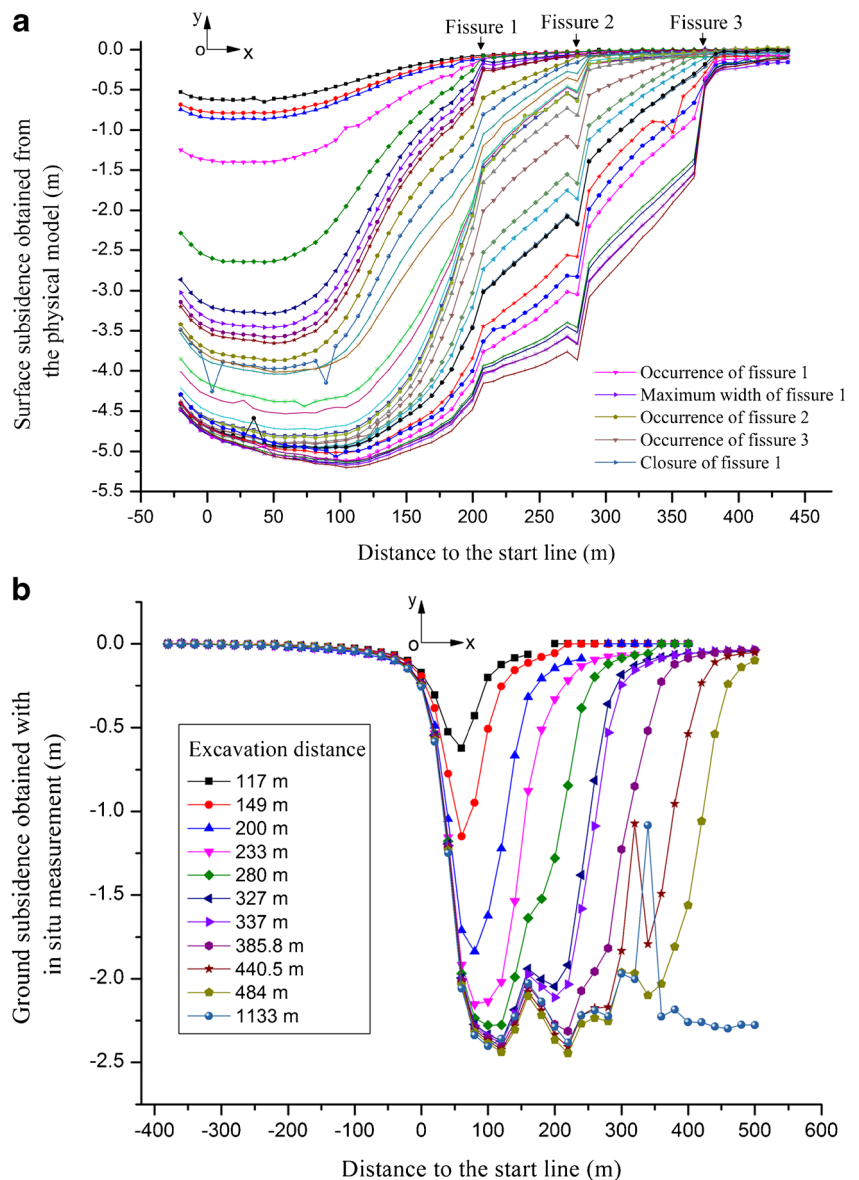 a
y
o
x
Fissure 1
Fissure 2
Fissure 3
0.0
-0.5
-1.0
-1.5
-2.0
-2.5
-3.0
-3.5
-4.0
-4.5
-5.0
-5.5
Surface subsidence obtained from
the physical model (m)
Occurrence of fissure 1
Maximum width of fissure 1
Occurrence of fissure 2
Occurrence of fissure 3
Closure of fissure 1
-50 0 50 100 150 200 250 300 350 400 450
Distance to the start line (m)
b
y
o
x
0.0
-0.5
-1.0
-1.5
-2.0
-2.5
Ground subsidence obtained with
in situ measurement (m)
Excavation distance
117 m
149 m
200 m
233 m
280 m
327 m
337 m
385.8 m
440.5 m
484 m
1133 m
-400 -300 -200 -100 0 100 200 300 400 500 600
Distance to the start line (m)